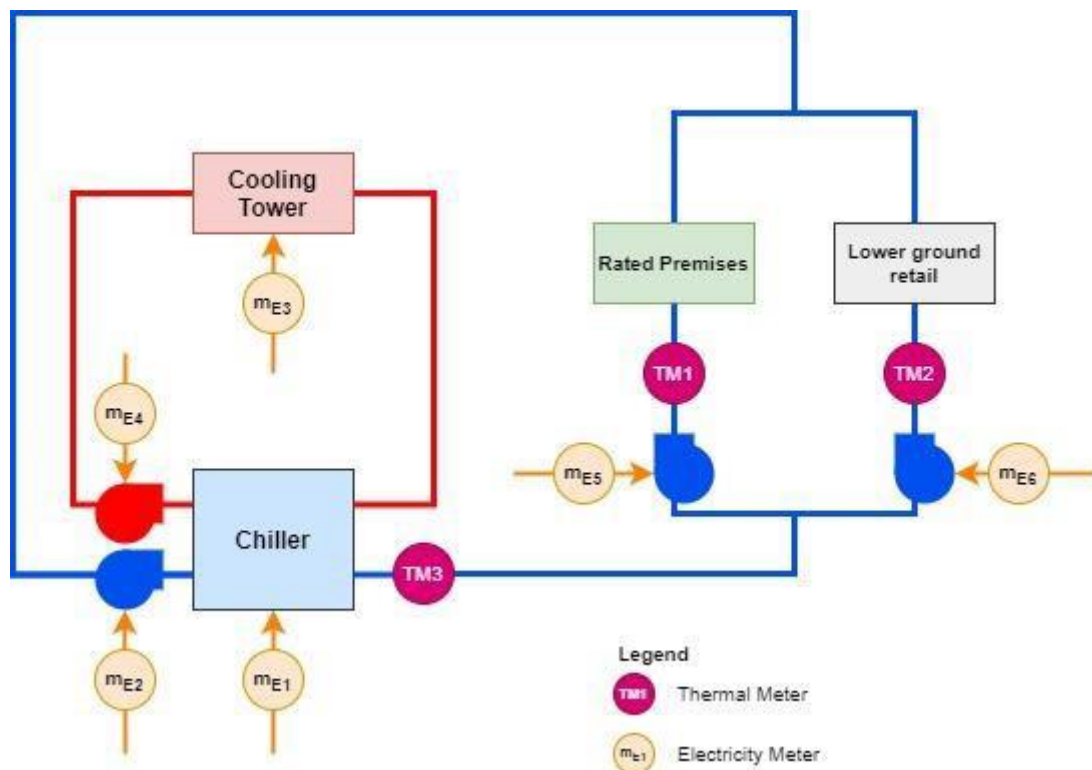 Cooling
Tower
mE3
mE4
Rated Premises
Lower ground
retail
TM1
TM2
mE5
mE6
Chiller
TM3
mE2
mE1
Legend
TM1
Thermal Meter
mE1
Electricity Meter